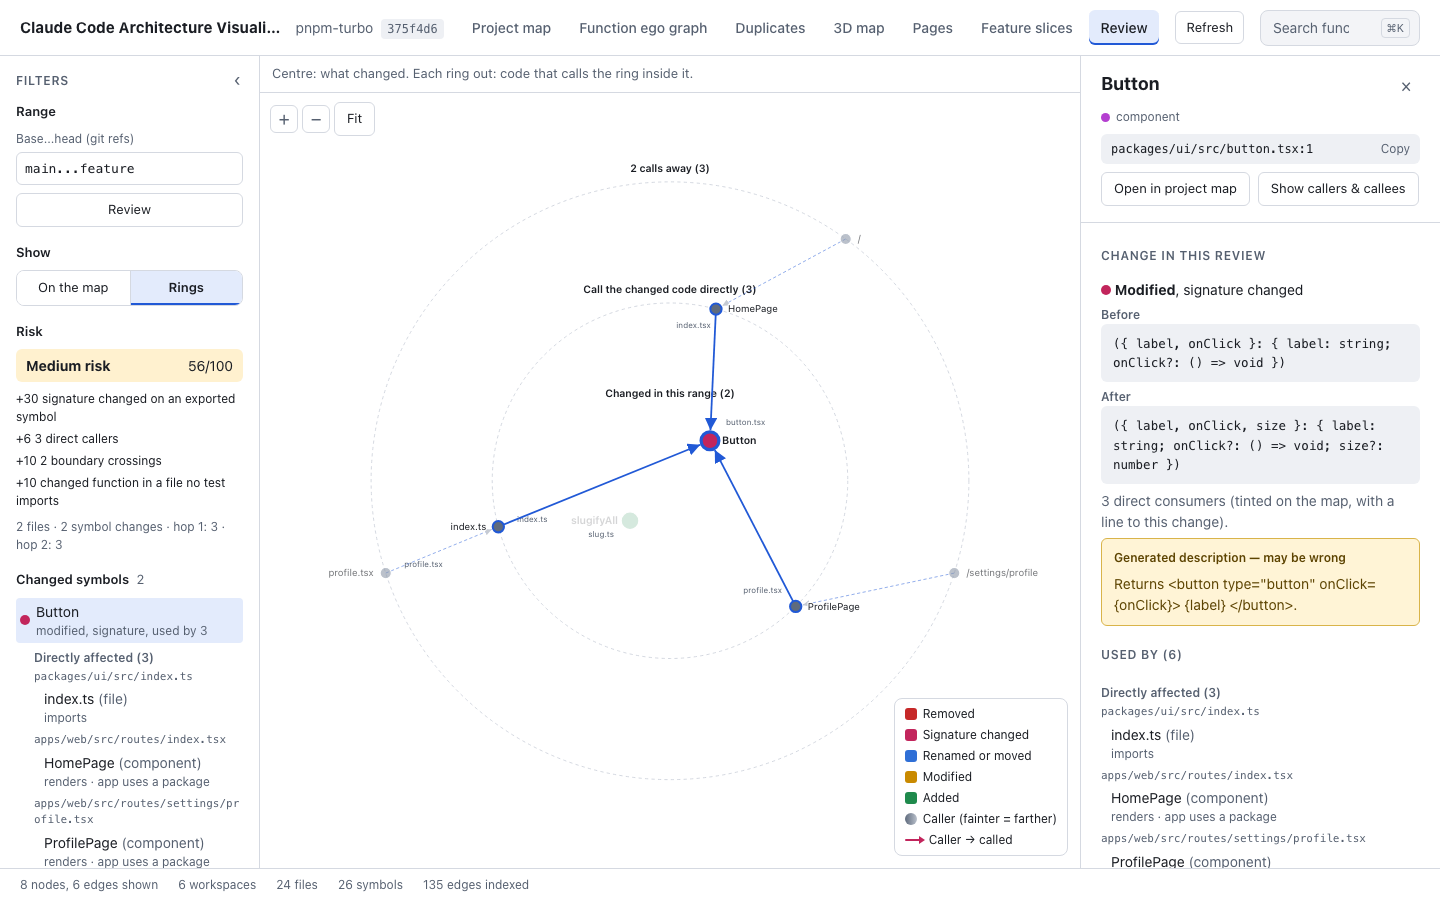 Claude Code Architecture Visuali...
pnpm-turbo
375f4d6
Project map
Function ego graph
Duplicates
3D map
Pages
Feature slices
Review
Refresh
Search func
⌘K
FILTERS
Range
Base...head (git refs)
main...feature
Review
Show
On the map
Rings
Risk
Medium risk
56/100
+30 signature changed on an exported
symbol
+6 3 direct callers
+10 2 boundary crossings
+10 changed function in a file no test
imports
2 files · 2 symbol changes · hop 1: 3 ·
hop 2: 3
Changed symbols 2
Button
modified, signature, used by 3
Directly affected (3)
packages/ui/src/index.ts
index.ts (file)
imports
apps/web/src/routes/index.tsx
HomePage (component)
renders · app uses a package
apps/web/src/routes/settings/pr
ofile.tsx
ProfilePage (component)
renders · app uses a package
Centre: what changed. Each ring out: code that calls the ring inside it.
+
−
Fit
2 calls away (3)
/
Call the changed code directly (3)
HomePage
index.tsx
Changed in this range (2)
button.tsx
Button
index.ts
index.ts
slugifyAll
slug.ts
profile.tsx
profile.tsx
/settings/profile
profile.tsx
ProfilePage
Removed
Signature changed
Renamed or moved
Modified
Added
Caller (fainter = farther)
Caller → called
Button
component
packages/ui/src/button.tsx:1
Copy
Open in project map
Show callers & callees
CHANGE IN THIS REVIEW
Modified, signature changed
Before
({ label, onClick }: { label: string;
onClick?: () => void })
After
({ label, onClick, size }: { label:
string; onClick?: () => void; size?:
number })
3 direct consumers (tinted on the map, with a
line to this change).
Generated description — may be wrong
Returns <button type="button" onClick=
{onClick}> {label} </button>.
USED BY (6)
Directly affected (3)
packages/ui/src/index.ts
index.ts (file)
imports
apps/web/src/routes/index.tsx
HomePage (component)
renders · app uses a package
apps/web/src/routes/settings/profile.tsx
ProfilePage (component)
8 nodes, 6 edges shown
6 workspaces
24 files
26 symbols
135 edges indexed